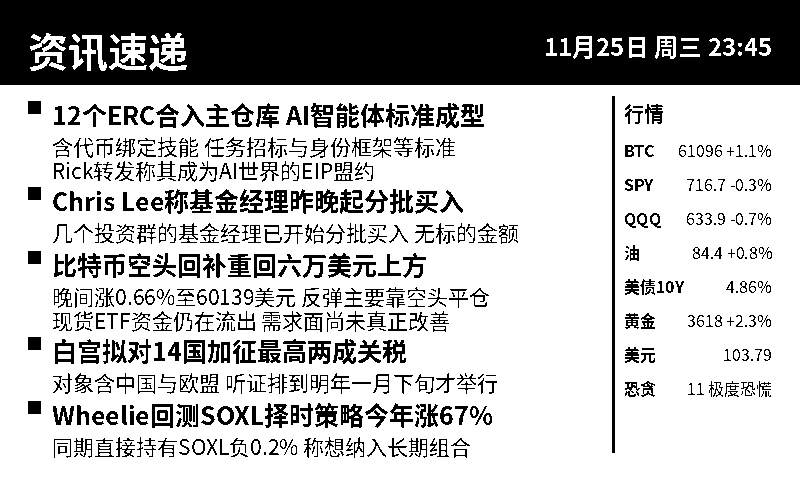 资讯速递
11月25日 周三 23:45
12个ERC合入主仓库 AI智能体标准成型
含代币绑定技能 任务招标与身份框架等标准
Rick转发称其成为AI世界的EIP盟约
Chris Lee称基金经理昨晚起分批买入
几个投资群的基金经理已开始分批买入 无标的金额
比特币空头回补重回六万美元上方
晚间涨0.66%至60139美元 反弹主要靠空头平仓
现货ETF资金仍在流出 需求面尚未真正改善
白宫拟对14国加征最高两成关税
对象含中国与欧盟 听证排到明年一月下旬才举行
Wheelie回测SOXL择时策略今年涨67%
同期直接持有SOXL负0.2% 称想纳入长期组合
行情
BTC 61096 +1.1%
SPY 716.7 -0.3%
QQQ 633.9 -0.7%
油 84.4 +0.8%
美债10Y 4.86%
黄金 3618 +2.3%
美元 103.79
恐贪 11 极度恐慌